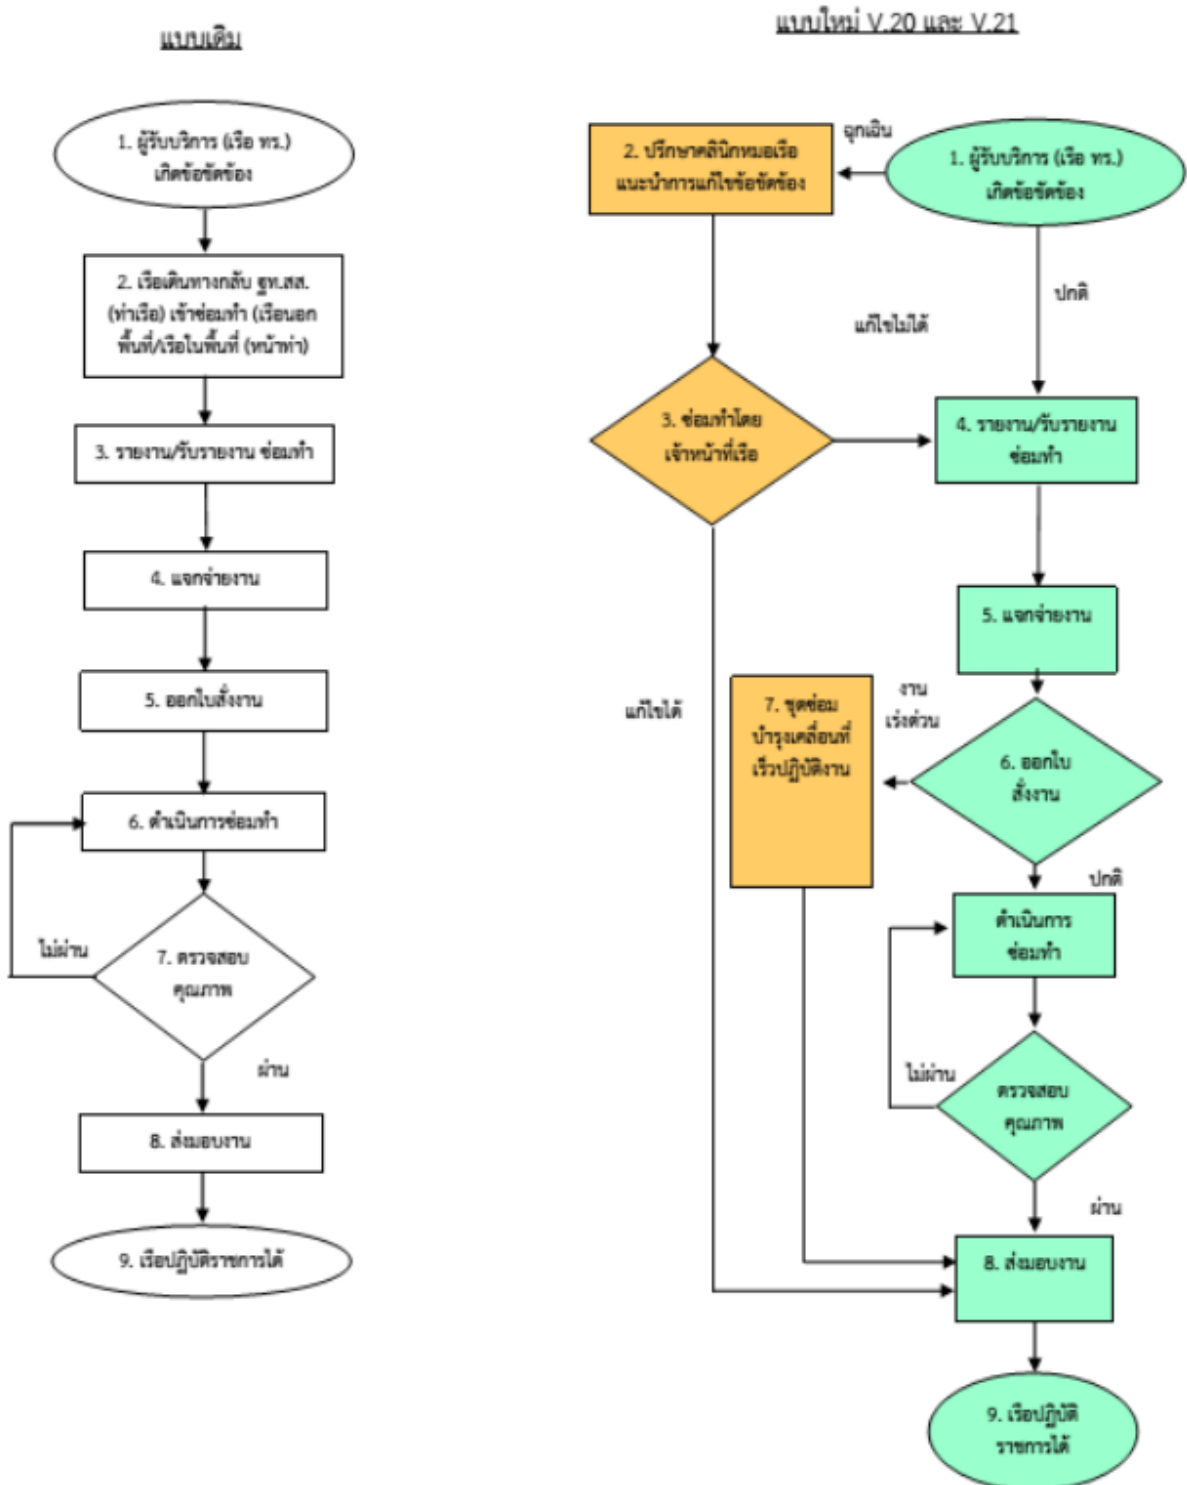 แบบเดิม
1. ผู้รับบริการ (เรือ ทร.)
เกิดข้อขัดข้อง
2. เรือเดินทางกลับ ฐท.สส.
(ท่าเรือ) เข้าซ่อมทำ (เรือนอก
พื้นที่/เรือในพื้นที่ (หน้าท่า)
3. รายงาน/รับรายงาน ซ่อมทำ
4. แจกจ่ายงาน
5. ออกใบสั่งงาน
6. ดำเนินการซ่อมทำ
ไม่ผ่าน
7. ตรวจสอบ
คุณภาพ
ผ่าน
8. ส่งมอบงาน
9. เรือปฏิบัติราชการได้
แบบใหม่ V.20 และ V.21
ฉุกเฉิน
1. ผู้รับบริการ (เรือ ทร.)
เกิดข้อขัดข้อง
2. ปรึกษาคลินิกหมอเรือ
แนะนำการแก้ไขข้อขัดข้อง
ปกติ
แก้ไขไม่ได้
3. ซ่อมทำโดย
เจ้าหน้าที่เรือ
4. รายงาน/รับรายงาน
ซ่อมทำ
5. แจกจ่ายงาน
แก้ไขได้
งาน
เร่งด่วน
7. ชุดซ่อม
บำรุงเคลื่อนที่
เร็วปฏิบัติงาน
6. ออกใบ
สั่งงาน
ปกติ
ดำเนินการ
ซ่อมทำ
ไม่ผ่าน
ตรวจสอบ
คุณภาพ
ผ่าน
8. ส่งมอบงาน
9. เรือปฏิบัติ
ราชการได้